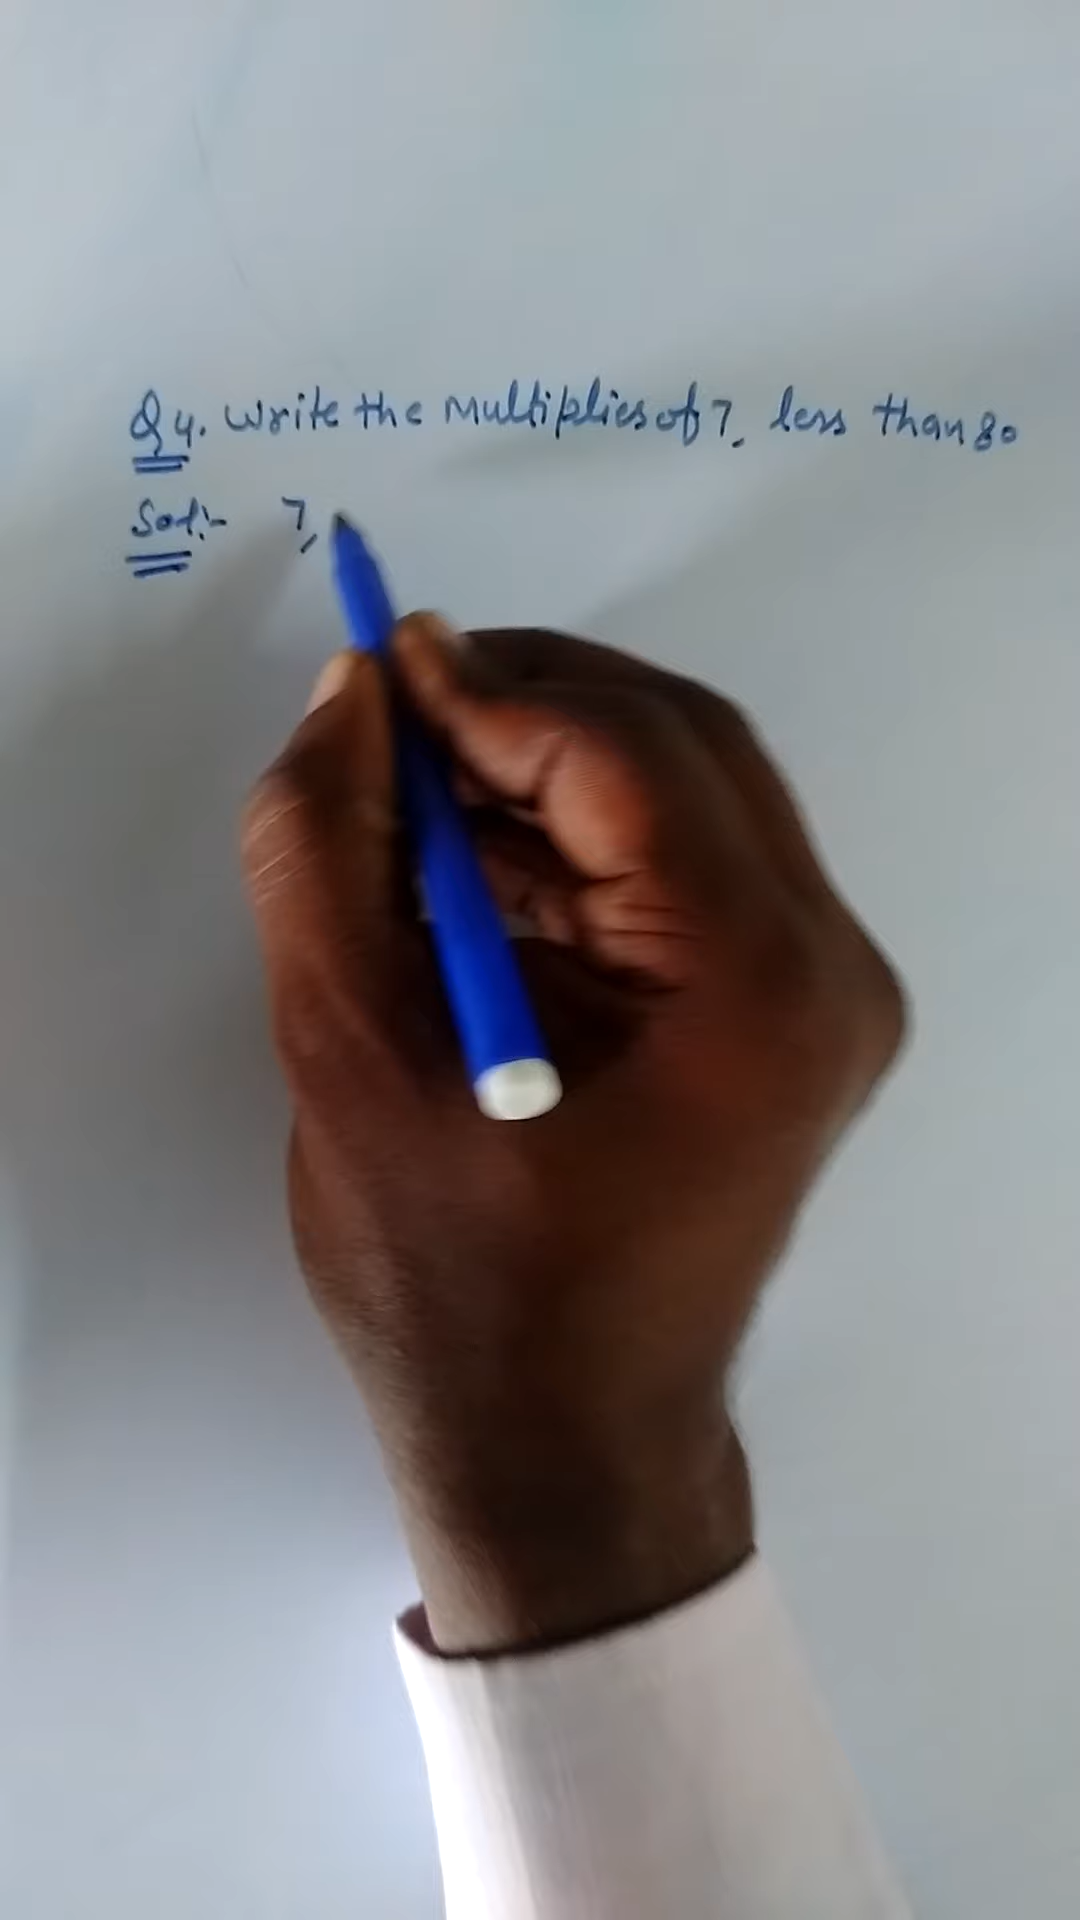 Q4. Write the Multiplies of 7, less than 80
Sol:- 7,